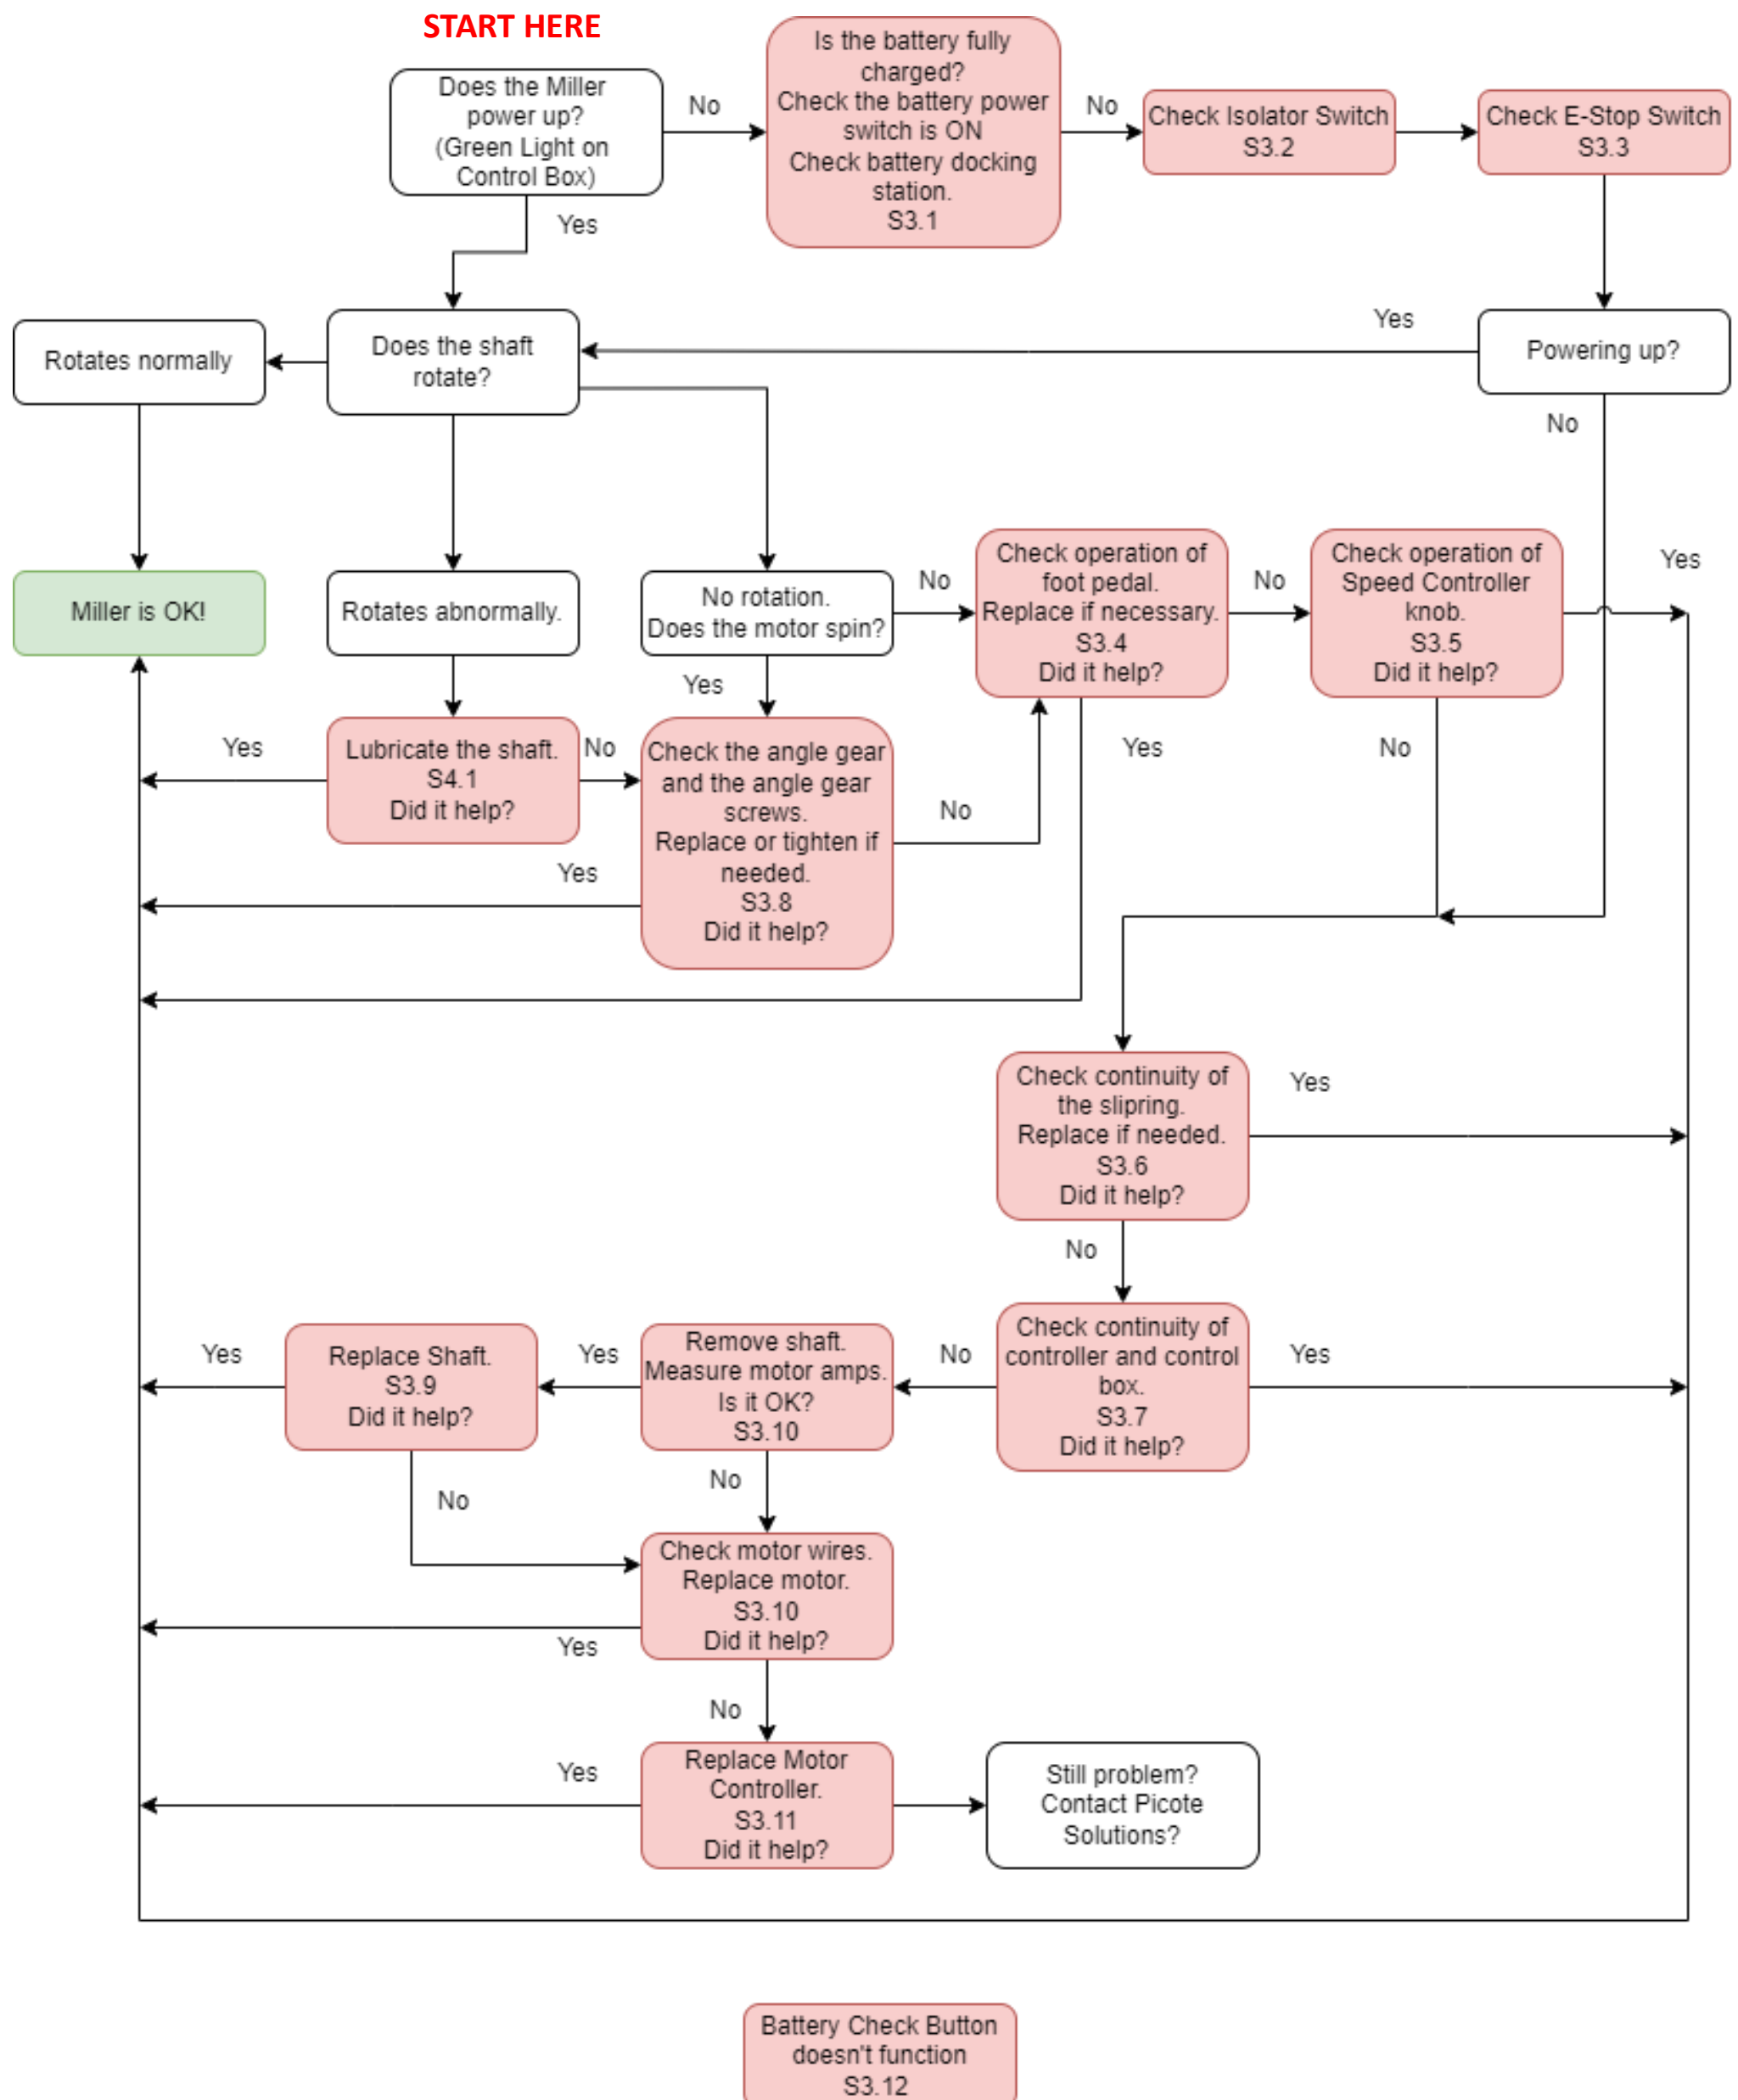 START HERE
Does the Miller
power up?
(Green Light on
Control Box)
No
Is the battery fully
charged?
Check the battery power
switch is ON
Check battery docking
station.
S3.1
No
Check Isolator Switch
S3.2
Check E-Stop Switch
S3.3
Yes
Rotates normally
Does the shaft
rotate?
Yes
Powering up?
No
Miller is OK!
Rotates abnormally.
No rotation.
Does the motor spin?
No
Check operation of
foot pedal.
Replace if necessary.
S3.4
Did it help?
No
Check operation of
Speed Controller
knob.
S3.5
Did it help?
Yes
Yes
Yes
Lubricate the shaft.
S4.1
Did it help?
No
Check the angle gear
and the angle gear
screws.
Replace or tighten if
needed.
S3.8
Did it help?
No
Yes
Yes
No
Check continuity of
the slipring.
Replace if needed.
S3.6
Did it help?
Yes
No
Yes
Replace Shaft.
S3.9
Did it help?
Yes
Remove shaft.
Measure motor amps.
Is it OK?
S3.10
No
Check continuity of
controller and control
box.
S3.7
Did it help?
Yes
No
No
Check motor wires.
Replace motor.
S3.10
Did it help?
Yes
No
Yes
Replace Motor
Controller.
S3.11
Did it help?
Still problem?
Contact Picote
Solutions?
Battery Check Button
doesn't function
S3.12